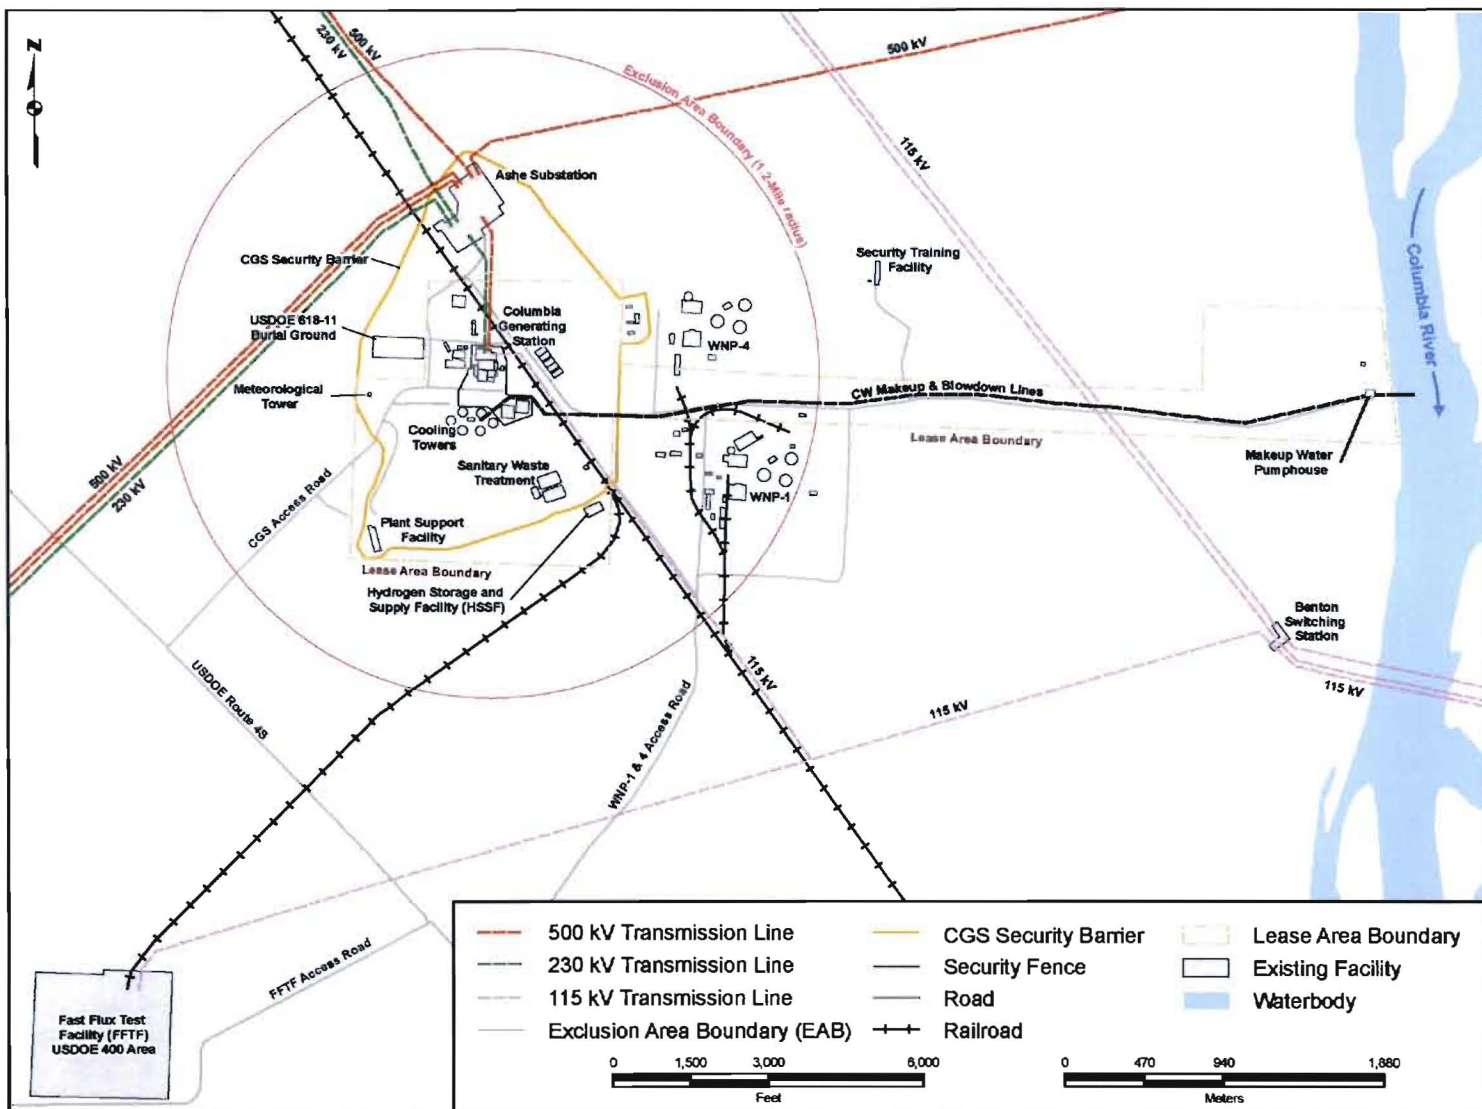 N
230 kV
500 kV
500 kV
Exclusion Area Boundary (1.2-Mile radius)
115 kV
Ashe Substation
CGS Security Barrier
Security Training
Facility
Columbia River
USDOE 618-11
Burial Ground
Columbia
Generating
Station
WNP-4
Meteorological
Tower
CW Makeup & Blowdown Lines
Cooling
Towers
Lease Area Boundary
Makeup Water
Pumphouse
500 kV
230 kV
Sanitary Waste
Treatment
WNP-1
CGS Access Road
Plant Support
Facility
Lease Area Boundary
Hydrogen Storage and
Supply Facility (HSSF)
Benton
Switching
Station
USDOE Route 4S
115 kV
115 kV
115 kV
WNP-1 & 4 Access Road
FFTF Access Road
Fast Flux Test
Facility (FFTF)
USDOE 400 Area
500 kV Transmission Line
230 kV Transmission Line
115 kV Transmission Line
Exclusion Area Boundary (EAB)
CGS Security Barrier
Security Fence
Road
Railroad
Lease Area Boundary
Existing Facility
Waterbody
0 1,500 3,000 6,000
Feet
0 470 940 1,880
Meters